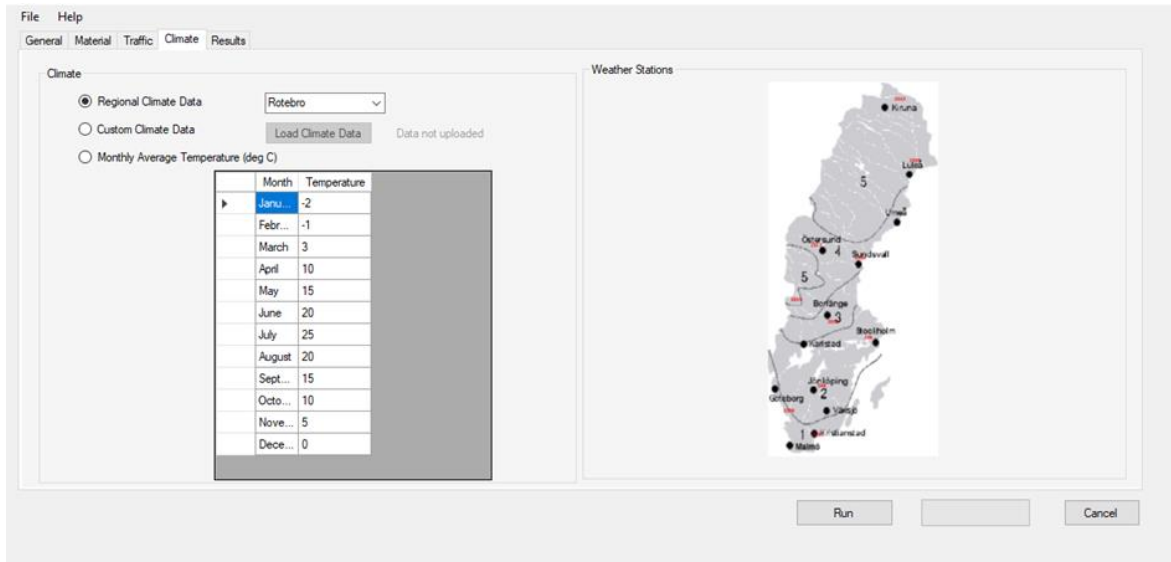 File Help
General Material Traffic Climate Results
Climate
Regional Climate Data Rotebro
Custom Climate Data Load Climate Data Data not uploaded
Monthly Average Temperature (deg C)
Month Temperature
Janu... -2
Febr... -1
March 3
April 10
May 15
June 20
July 25
August 20
Sept... 15
Octo... 10
Nove... 5
Dece... 0
Weather Stations
Kiruna
Luleå
5
Umeå
Östersund
4 Sundsvall
5
Borlänge
3
Stockholm
Karlstad
Jönköping
2
Göteborg
Växjö
1 Kristianstad
Malmö
Run Cancel